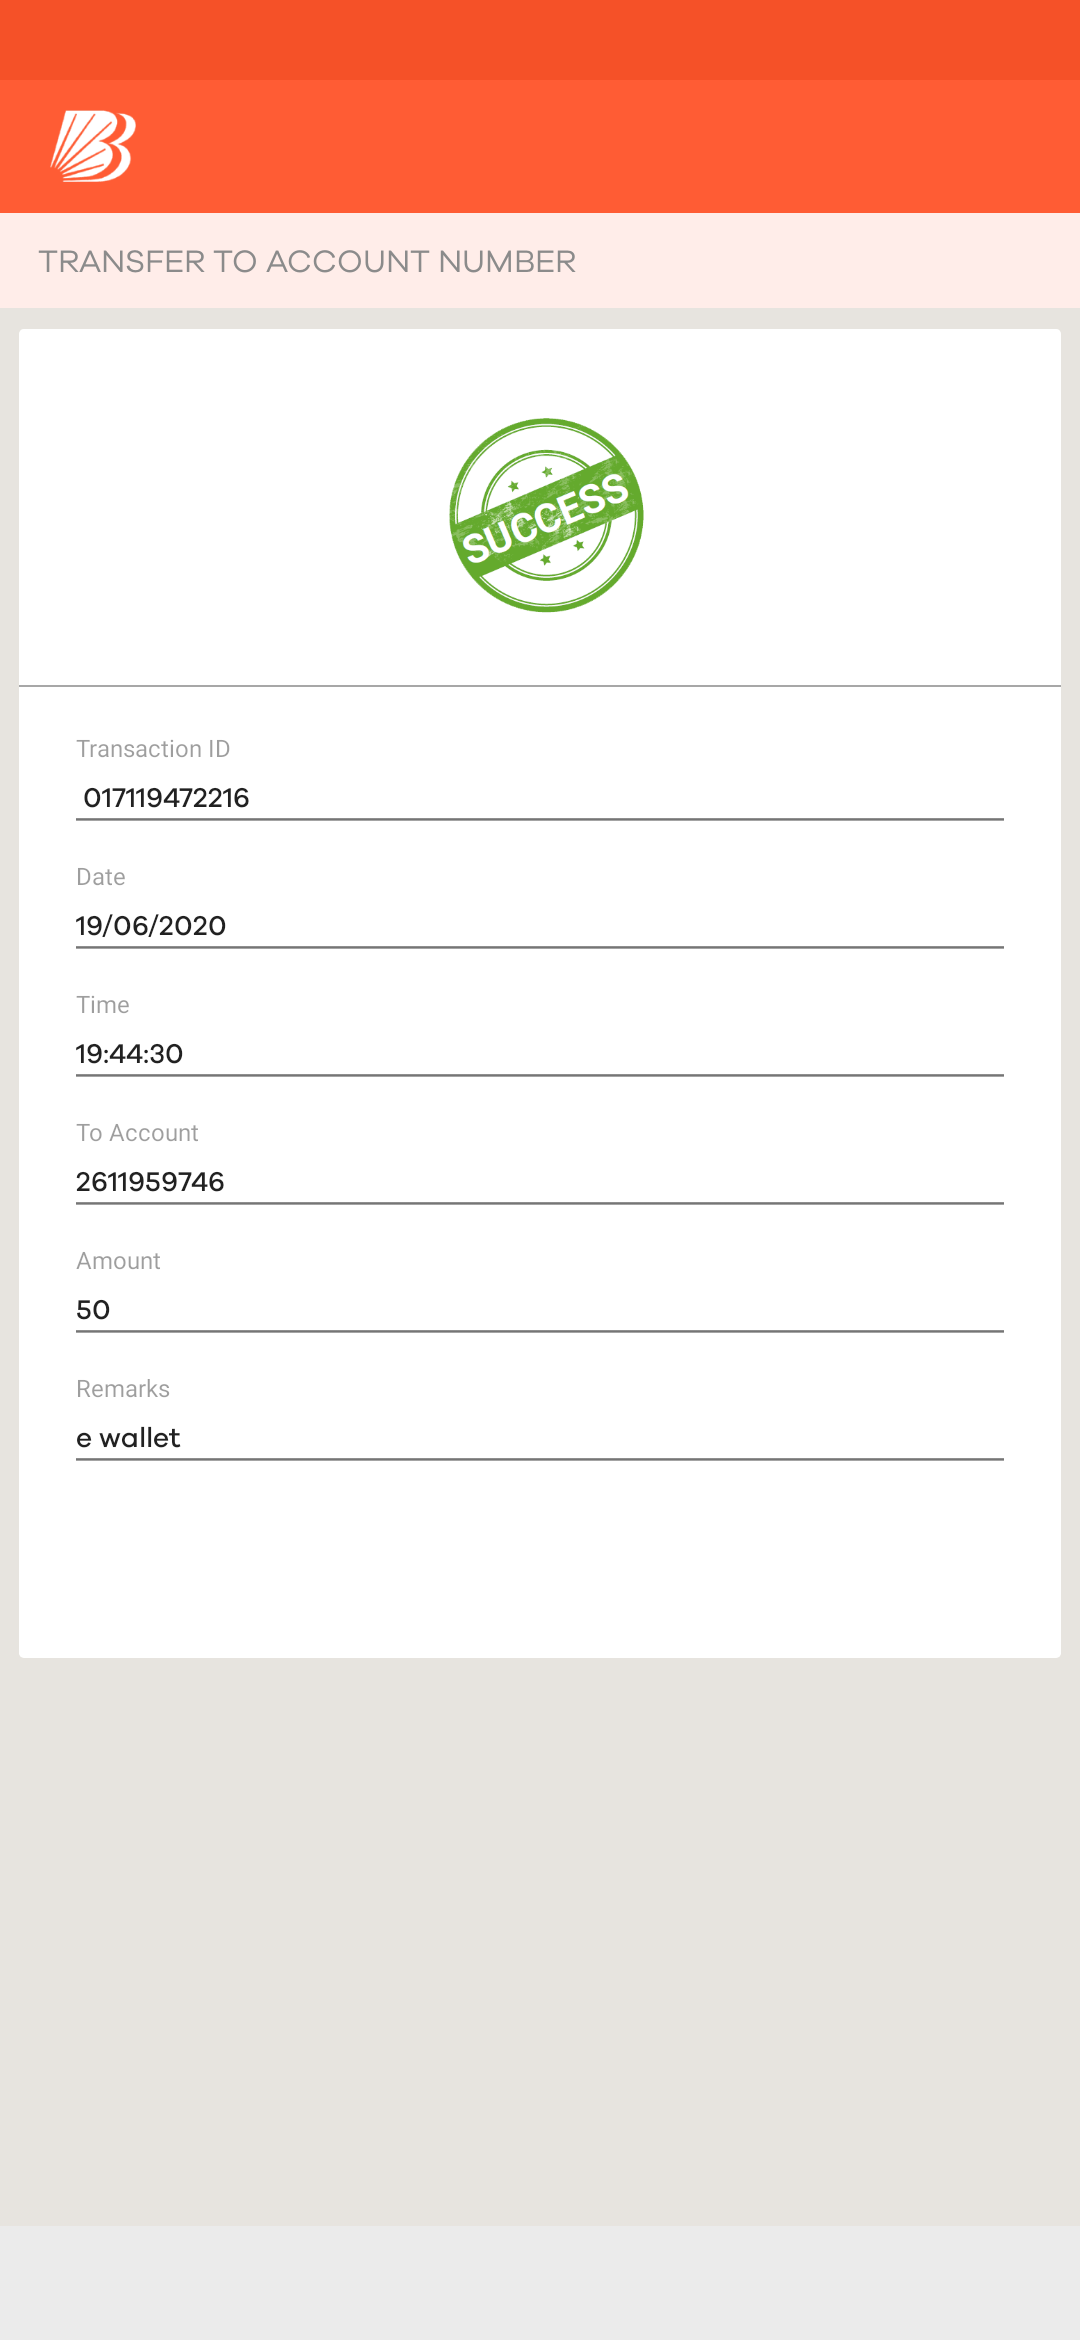 TRANSFER TO ACCOUNT NUMBER
SUCCESS
Transaction ID
017119472216
Date
19/06/2020
Time
19:44:30
To Account
2611959746
Amount
50
Remarks
e wallet